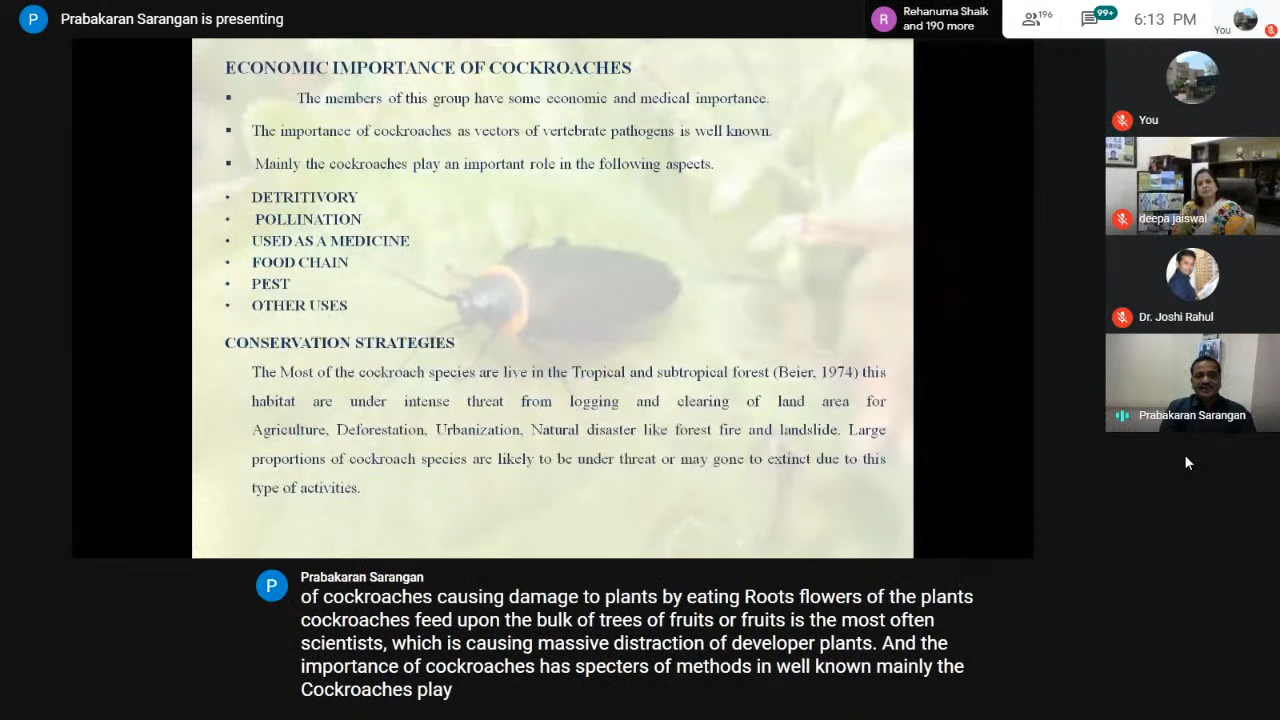 P Prabakaran Sarangan is presenting
R Rehanuma Shaik
and 190 more
196
99+
6:13 PM
You
ECONOMIC IMPORTANCE OF COCKROACHES
The members of this group have some economic and medical importance.
The importance of cockroaches as vectors of vertebrate pathogens is well known.
Mainly the cockroaches play an important role in the following aspects.
DETRITIVORY
POLLINATION
USED AS A MEDICINE
FOOD CHAIN
PEST
OTHER USES
CONSERVATION STRATEGIES
The Most of the cockroach species are live in the Tropical and subtropical forest (Beier, 1974) this
habitat are under intense threat from logging and clearing of land area for
Agriculture, Deforestation, Urbanization, Natural disaster like forest fire and landslide. Large
proportions of cockroach species are likely to be under threat or may gone to extinct due to this
type of activities.
You
deepa jaiswal
Dr. Joshi Rahul
Prabakaran Sarangan
P Prabakaran Sarangan
of cockroaches causing damage to plants by eating Roots flowers of the plants
cockroaches feed upon the bulk of trees of fruits or fruits is the most often
scientists, which is causing massive distraction of developer plants. And the
importance of cockroaches has specters of methods in well known mainly the
Cockroaches play